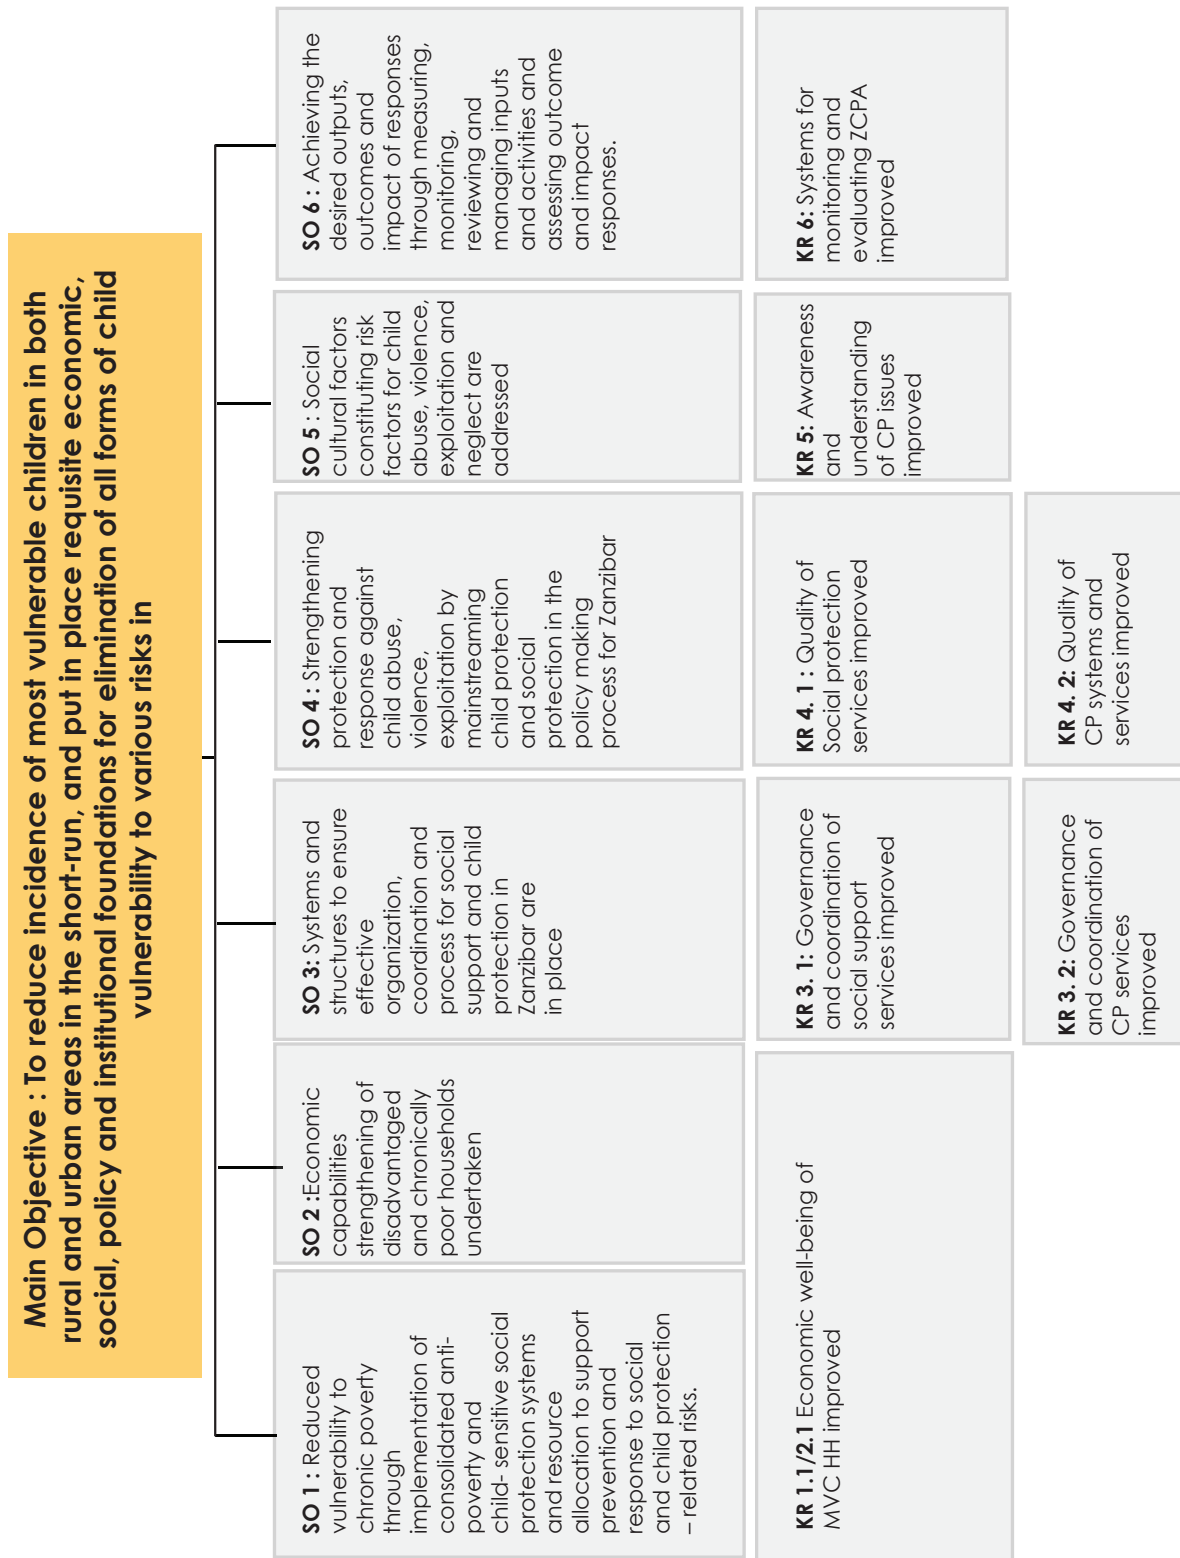 Main Objective : To reduce incidence of most vulnerable children in both
rural and urban areas in the short-run, and put in place requisite economic,
social, policy and institutional foundations for elimination of all forms of child
vulnerability to various risks in
SO 1 : Reduced
vulnerability to
chronic poverty
through
implementation of
consolidated anti-
poverty and
child- sensitive social
protection systems
and resource
allocation to support
prevention and
response to social
and child protection
– related risks.
SO 2 :Economic
capabilities
strengthening of
disadvantaged
and chronically
poor households
undertaken
SO 3: Systems and
structures to ensure
effective
organization,
coordination and
process for social
support and child
protection in
Zanzibar are
in place
SO 4 : Strengthening
protection and
response against
child abuse,
violence,
exploitation by
mainstreaming
child protection
and social
protection in the
policy making
process for Zanzibar
SO 5 : Social
cultural factors
constituting risk
factors for child
abuse, violence,
exploitation and
neglect are
addressed
SO 6 : Achieving the
desired outputs,
outcomes and
impact of responses
through measuring,
monitoring,
reviewing and
managing inputs
and activities and
assessing outcome
and impact
responses.
KR 1.1/2.1 Economic well-being of
MVC HH improved
KR 3. 1: Governance
and coordination of
social support
services improved
KR 4. 1 : Quality of
Social protection
services improved
KR 5: Awareness
and
understanding
of CP issues
improved
KR 6: Systems for
monitoring and
evaluating ZCPA
improved
KR 3. 2: Governance
and coordination of
CP services
improved
KR 4. 2: Quality of
CP systems and
services improved